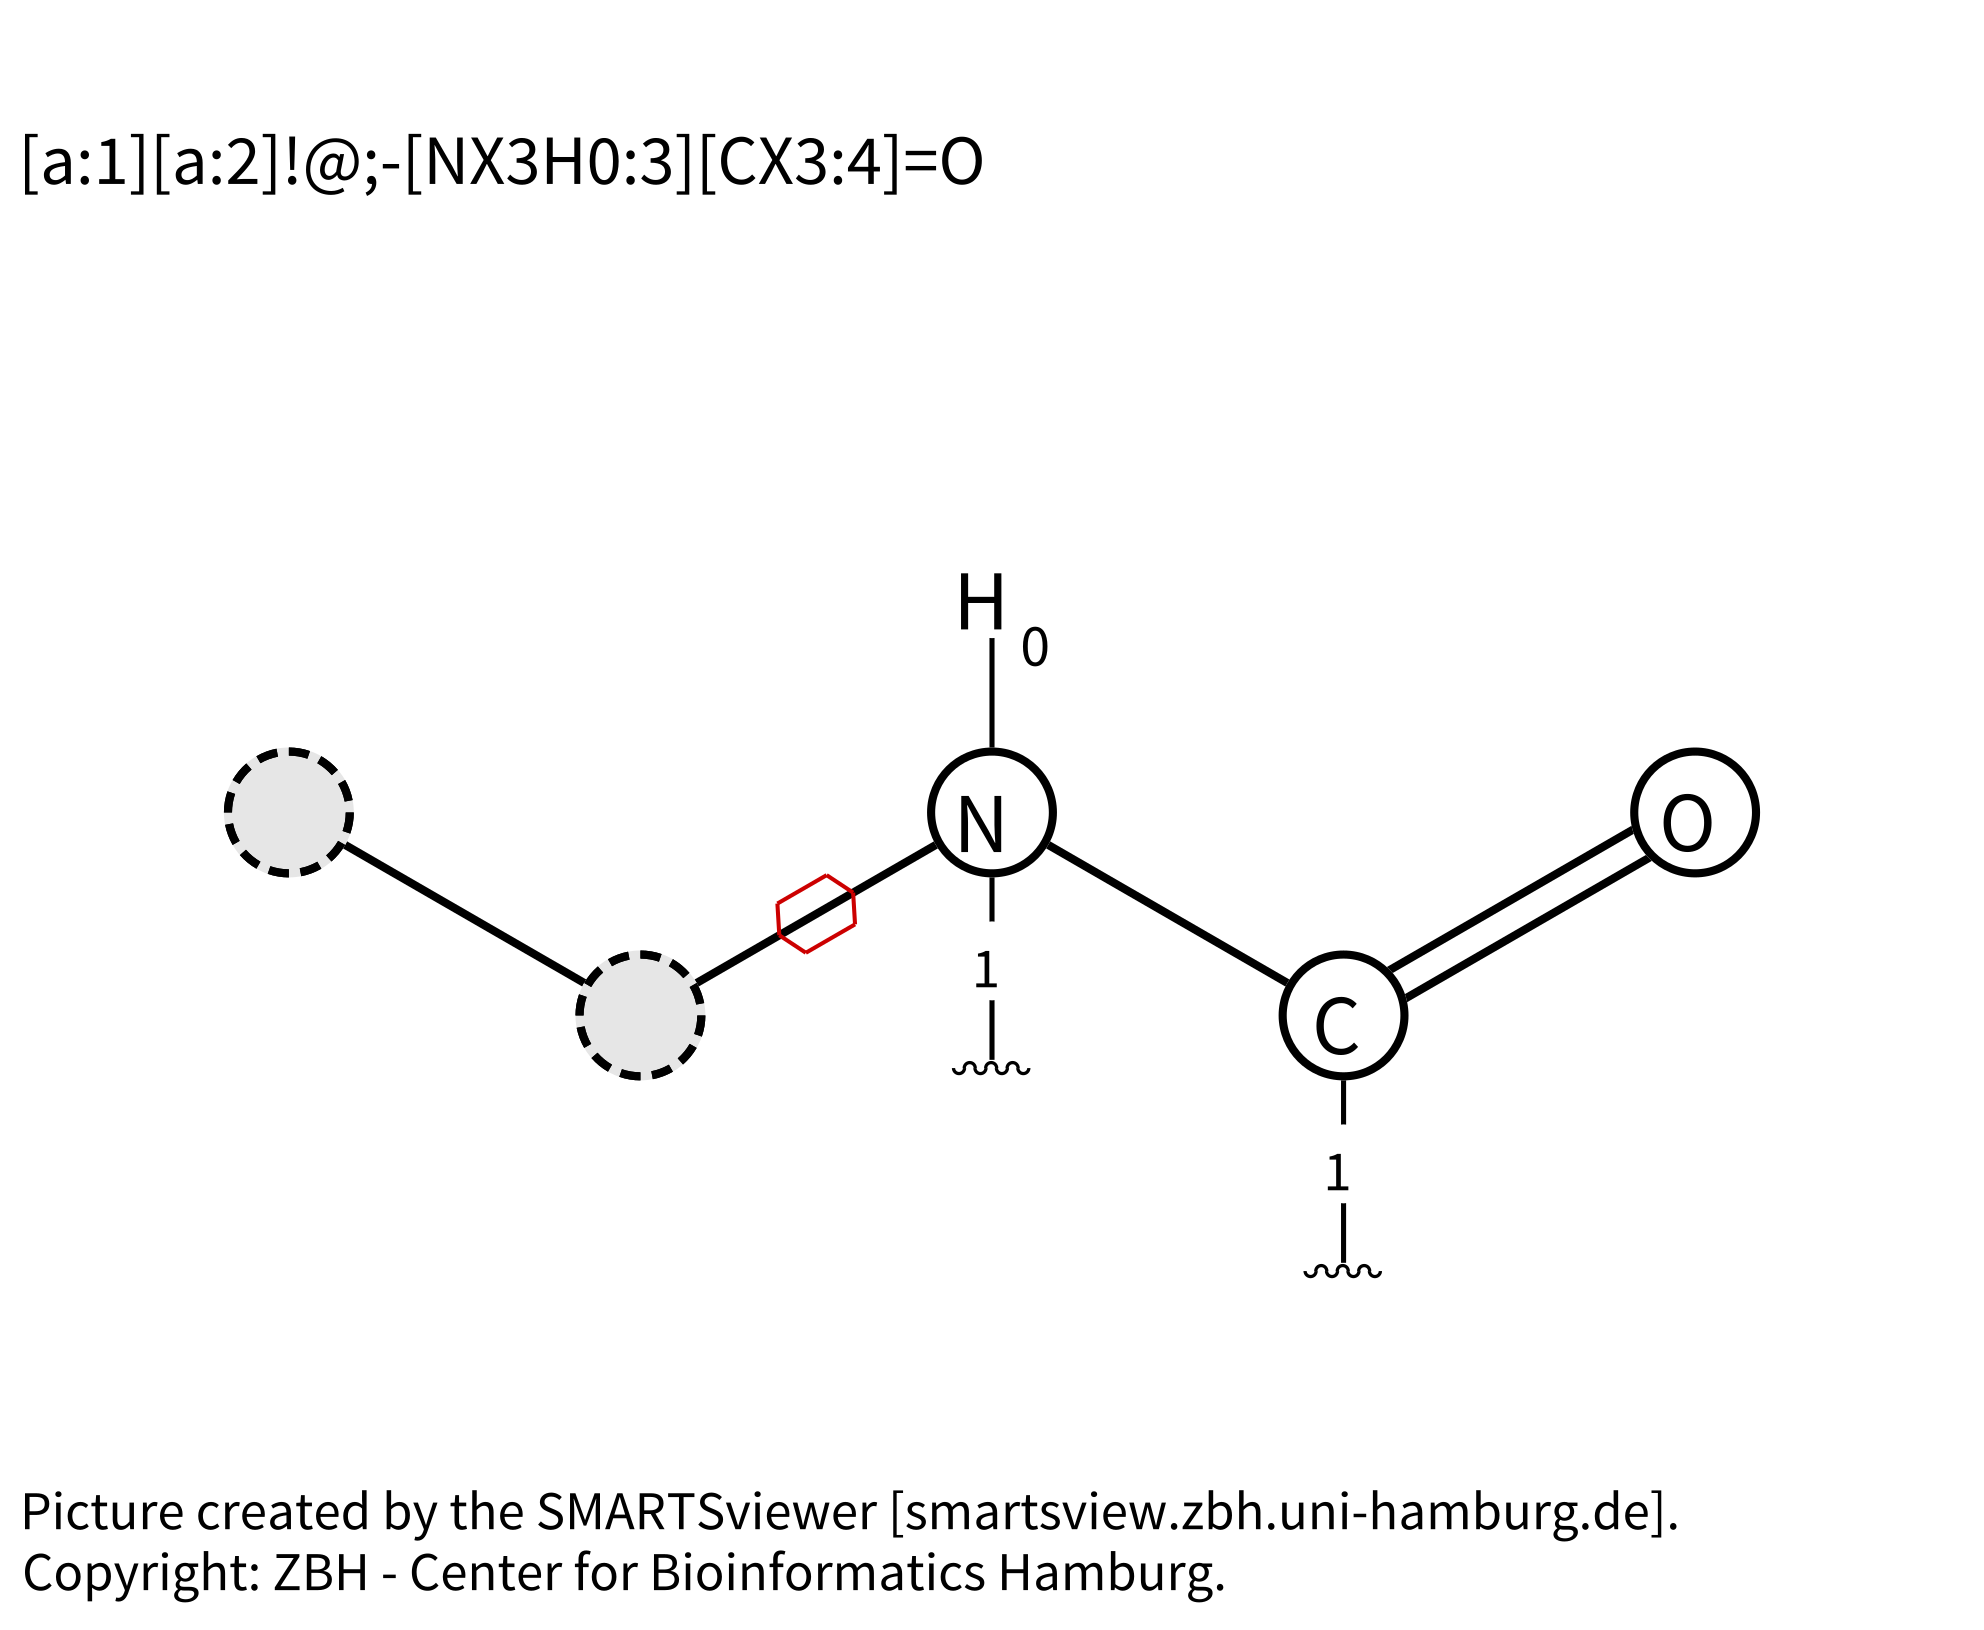 [a:1][a:2]!@;-[NX3H0:3][CX3:4]=O
H
0
N
O
1
C
1
Picture created by the SMARTSviewer [smartsview.zbh.uni-hamburg.de].
Copyright: ZBH - Center for Bioinformatics Hamburg.